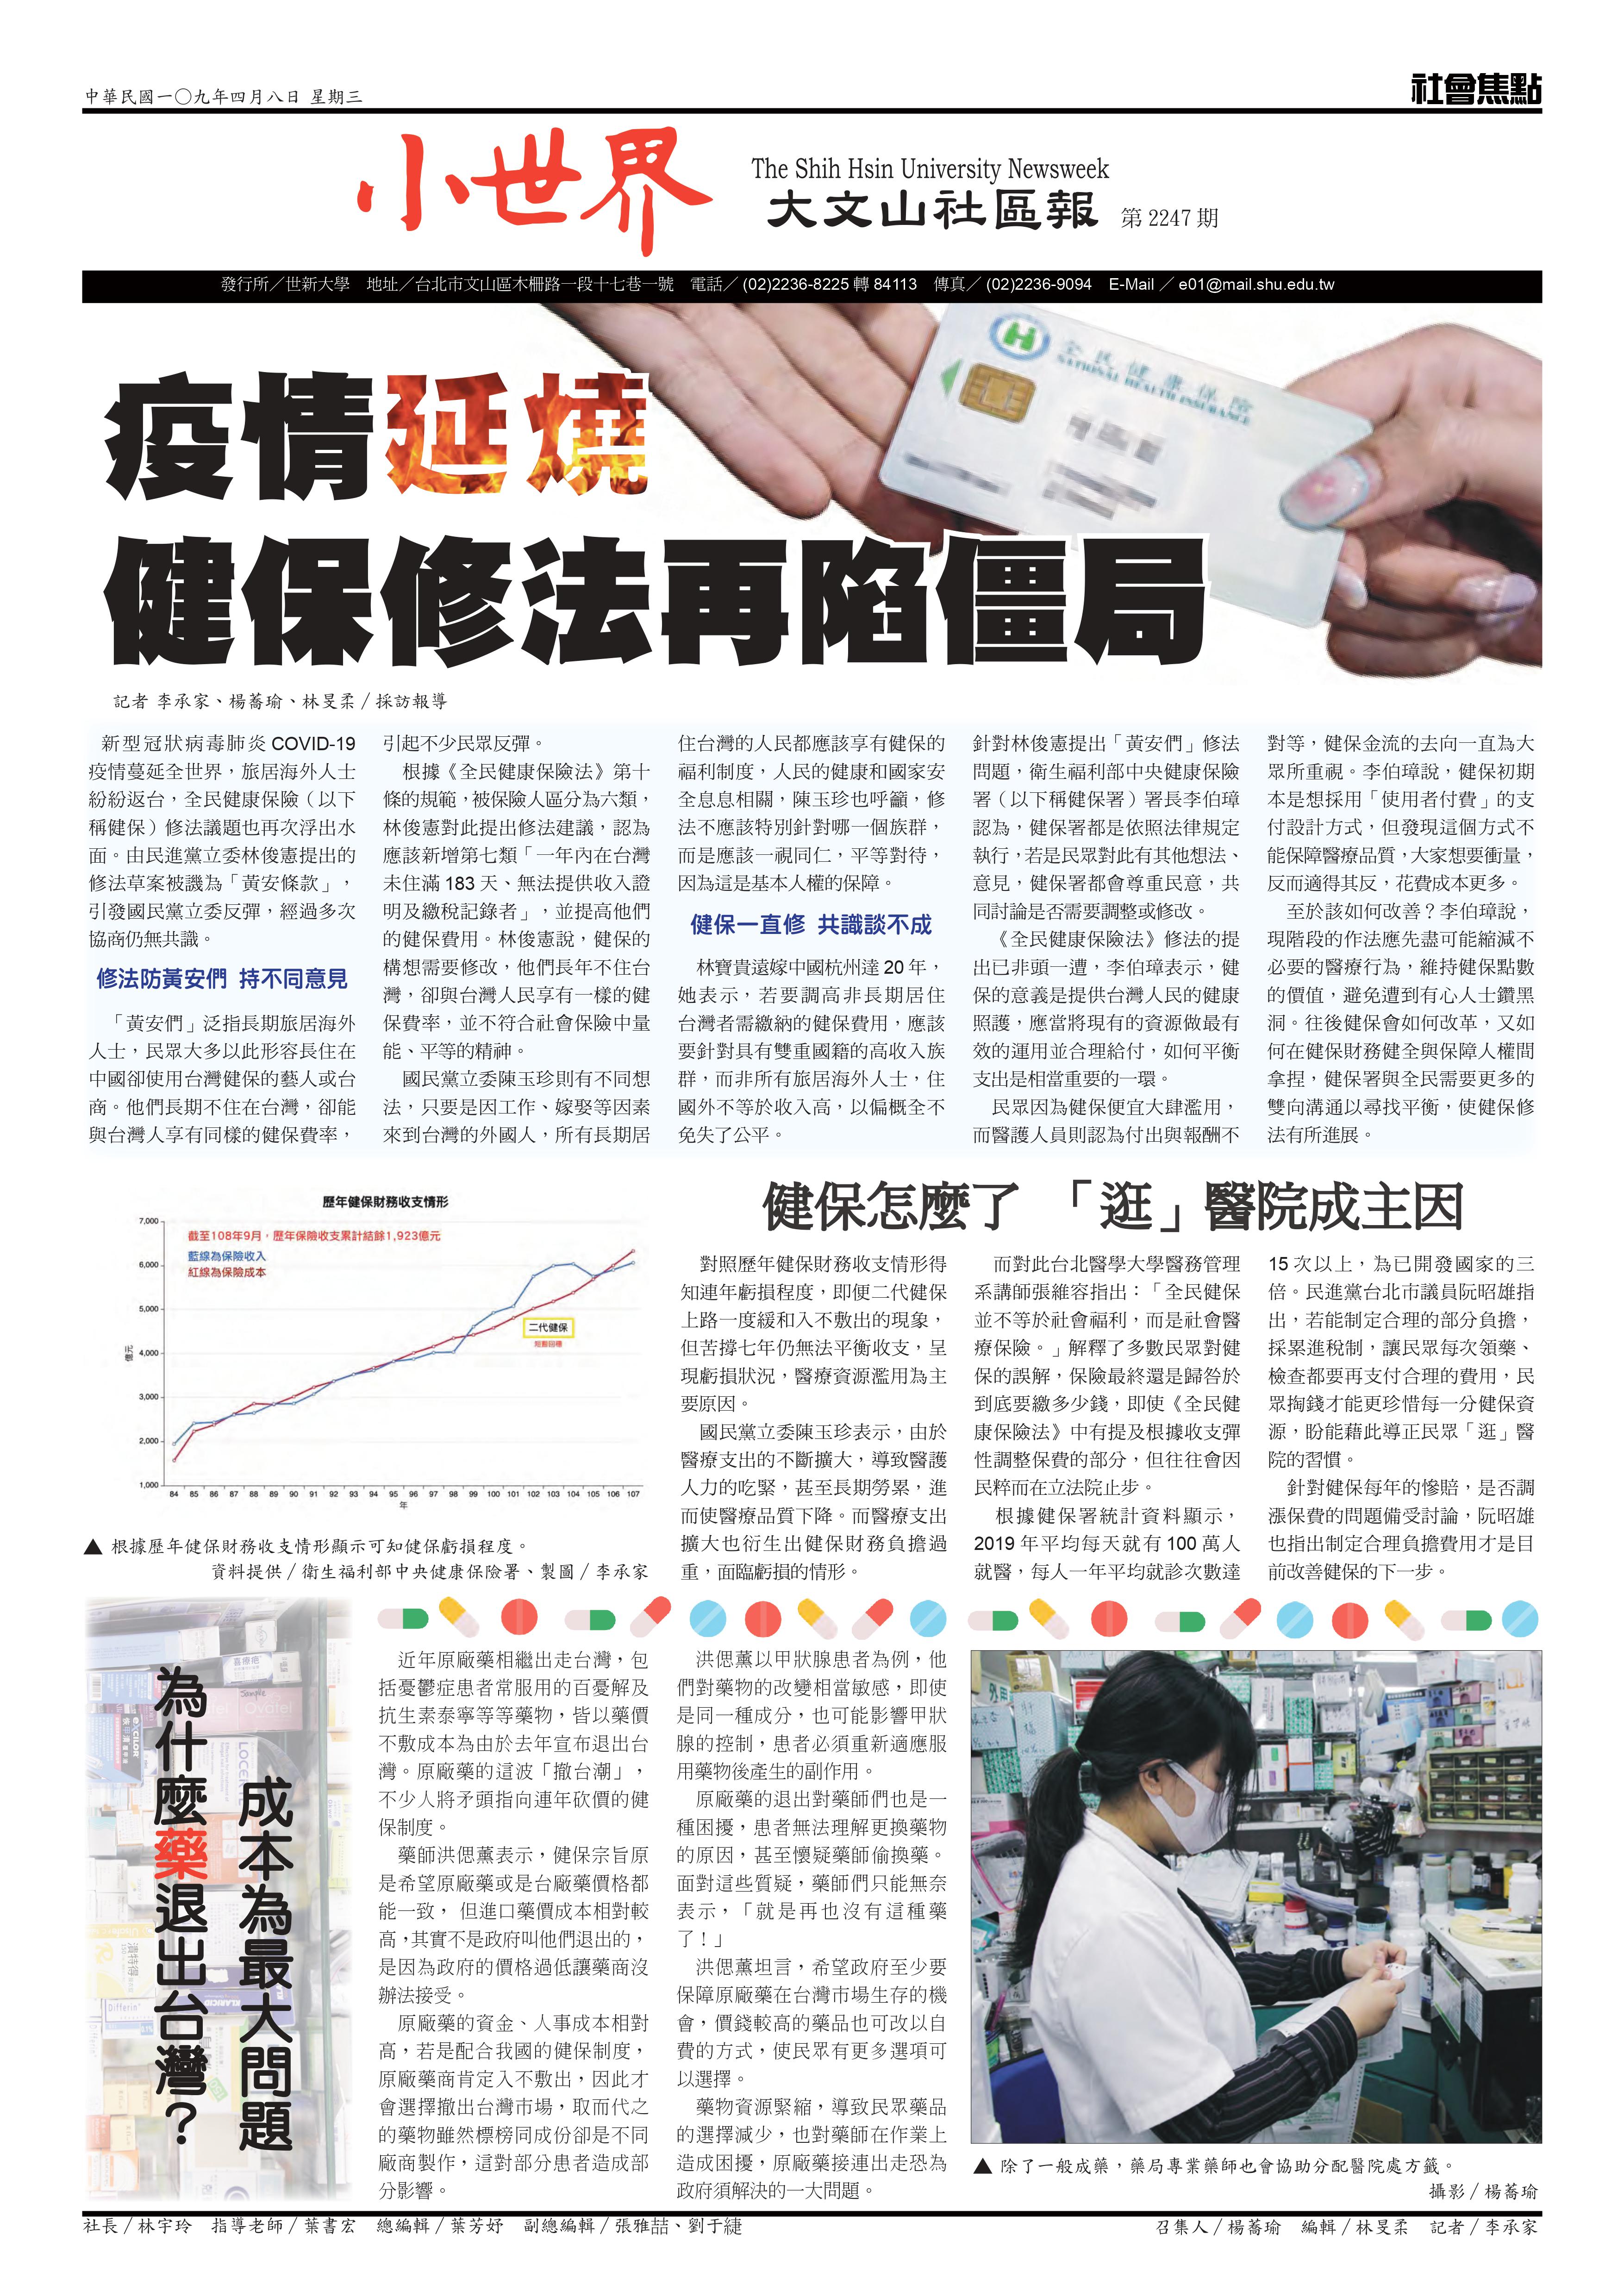 中華民國一〇九年四月八日 星期三
社會焦點
小世界
The Shih Hsin University Newsweek
大文山社區報 第 2247 期
發行所／世新大學 地址／台北市文山區木柵路一段十七巷一號 電話／ (02)2236-8225 轉 84113 傳真／ (02)2236-9094 E-Mail ／ e01@mail.shu.edu.tw
全民健康保險
NATIONAL HEALTH INSURANCE
疫情延燒
健保修法再陷僵局
記者 李承家、楊蕎瑜、林旻柔 / 採訪報導
新型冠狀病毒肺炎 COVID-19
疫情蔓延全世界，旅居海外人士
紛紛返台，全民健康保險（以下
稱健保）修法議題也再次浮出水
面。由民進黨立委林俊憲提出的
修法草案被譏為「黃安條款」，
引發國民黨立委反彈，經過多次
協商仍無共識。
修法防黃安們 持不同意見
「黃安們」泛指長期旅居海外
人士，民眾大多以此形容長住在
中國卻使用台灣健保的藝人或台
商。他們長期不住在台灣，卻能
與台灣人享有同樣的健保費率，
引起不少民眾反彈。
根據《全民健康保險法》第十
條的規範，被保險人區分為六類，
林俊憲對此提出修法建議，認為
應該新增第七類「一年內在台灣
未住滿 183 天、無法提供收入證
明及繳稅記錄者」，並提高他們
的健保費用。林俊憲說，健保的
構想需要修改，他們長年不住台
灣，卻與台灣人民享有一樣的健
保費率，並不符合社會保險中量
能、平等的精神。
國民黨立委陳玉珍則有不同想
法，只要是因工作、嫁娶等因素
來到台灣的外國人，所有長期居
住台灣的人民都應該享有健保的
福利制度，人民的健康和國家安
全息息相關，陳玉珍也呼籲，修
法不應該特別針對哪一個族群，
而是應該一視同仁，平等對待，
因為這是基本人權的保障。
健保一直修 共識談不成
林寶貴遠嫁中國杭州達 20 年，
她表示，若要調高非長期居住
台灣者需繳納的健保費用，應該
要針對具有雙重國籍的高收入族
群，而非所有旅居海外人士，住
國外不等於收入高，以偏概全不
免失了公平。
針對林俊憲提出「黃安們」修法
問題，衛生福利部中央健康保險
署（以下稱健保署）署長李伯璋
認為，健保署都是依照法律規定
執行，若是民眾對此有其他想法、
意見，健保署都會尊重民意，共
同討論是否需要調整或修改。
《全民健康保險法》修法的提
出已非頭一遭，李伯璋表示，健
保的意義是提供台灣人民的健康
照護，應當將現有的資源做最有
效的運用並合理給付，如何平衡
支出是相當重要的一環。
民眾因為健保便宜大肆濫用，
而醫護人員則認為付出與報酬不
對等，健保金流的去向一直為大
眾所重視。李伯璋說，健保初期
本是想採用「使用者付費」的支
付設計方式，但發現這個方式不
能保障醫療品質，大家想要衡量，
反而適得其反，花費成本更多。
至於該如何改善？李伯璋說，
現階段的作法應先盡可能縮減不
必要的醫療行為，維持健保點數
的價值，避免遭到有心人士鑽黑
洞。往後健保會如何改革，又如
何在健保財務健全與保障人權間
拿捏，健保署與全民需要更多的
雙向溝通以尋找平衡，使健保修
法有所進展。
歷年健保財務收支情形
截至108年9月，歷年保險收支累計結餘1,923億元
藍線為保險收入
紅線為保險成本
二代健保
短期回穩
億元
7,000
6,000
5,000
4,000
3,000
2,000
1,000
84 85 86 87 88 89 90 91 92 93 94 95 96 97 98 99 100 101 102 103 104 105 106 107
年
▲ 根據歷年健保財務收支情形顯示可知健保虧損程度。
資料提供 / 衛生福利部中央健康保險署、製圖 / 李承家
健保怎麼了 「逛」醫院成主因
對照歷年健保財務收支情形得
知連年虧損程度，即便二代健保
上路一度緩和入不敷出的現象，
但苦撐七年仍無法平衡收支，呈
現虧損狀況，醫療資源濫用為主
要原因。
國民黨立委陳玉珍表示，由於
醫療支出的不斷擴大，導致醫護
人力的吃緊，甚至長期勞累，進
而使醫療品質下降。而醫療支出
擴大也衍生出健保財務負擔過
重，面臨虧損的情形。
而對此台北醫學大學醫務管理
系講師張維容指出：「全民健保
並不等於社會福利，而是社會醫
療保險。」解釋了多數民眾對健
保的誤解，保險最終還是歸咎於
到底要繳多少錢，即使《全民健
康保險法》中有提及根據收支彈
性調整保費的部分，但往往會因
民粹而在立法院止步。
根據健保署統計資料顯示，
2019 年平均每天就有 100 萬人
就醫，每人一年平均就診次數達
15 次以上，為已開發國家的三
倍。民進黨台北市議員阮昭雄指
出，若能制定合理的部分負擔，
採累進稅制，讓民眾每次領藥、
檢查都要再支付合理的費用，民
眾掏錢才能更珍惜每一分健保資
源，盼能藉此導正民眾「逛」醫
院的習慣。
針對健保每年的慘賠，是否調
漲保費的問題備受討論，阮昭雄
也指出制定合理負擔費用才是目
前改善健保的下一步。
為什麼藥退出台灣？
成本為最大問題
近年原廠藥相繼出走台灣，包
括憂鬱症患者常服用的百憂解及
抗生素泰寧等等藥物，皆以藥價
不敷成本為由於去年宣布退出台
灣。原廠藥的這波「撤台潮」，
不少人將矛頭指向連年砍價的健
保制度。
藥師洪偲薰表示，健保宗旨原
是希望原廠藥或是台廠藥價格都
能一致， 但進口藥價成本相對較
高，其實不是政府叫他們退出的，
是因為政府的價格過低讓藥商沒
辦法接受。
原廠藥的資金、人事成本相對
高，若是配合我國的健保制度，
原廠藥商肯定入不敷出，因此才
會選擇撤出台灣市場，取而代之
的藥物雖然標榜同成份卻是不同
廠商製作，這對部分患者造成部
分影響。
洪偲薰以甲狀腺患者為例，他
們對藥物的改變相當敏感，即使
是同一種成分，也可能影響甲狀
腺的控制，患者必須重新適應服
用藥物後產生的副作用。
原廠藥的退出對藥師們也是一
種困擾，患者無法理解更換藥物
的原因，甚至懷疑藥師偷換藥。
面對這些質疑，藥師們只能無奈
表示，「就是再也沒有這種藥
了！」
洪偲薰坦言，希望政府至少要
保障原廠藥在台灣市場生存的機
會，價錢較高的藥品也可改以自
費的方式，使民眾有更多選項可
以選擇。
藥物資源緊縮，導致民眾藥品
的選擇減少，也對藥師在作業上
造成困擾，原廠藥接連出走恐為
政府須解決的一大問題。
▲ 除了一般成藥，藥局專業藥師也會協助分配醫院處方籤。
攝影 / 楊蕎瑜
社長 / 林宇玲 指導老師 / 葉書宏 總編輯 / 葉芳妤 副總編輯 / 張雅喆、劉于緁
召集人 / 楊蕎瑜 編輯 / 林旻柔 記者 / 李承家